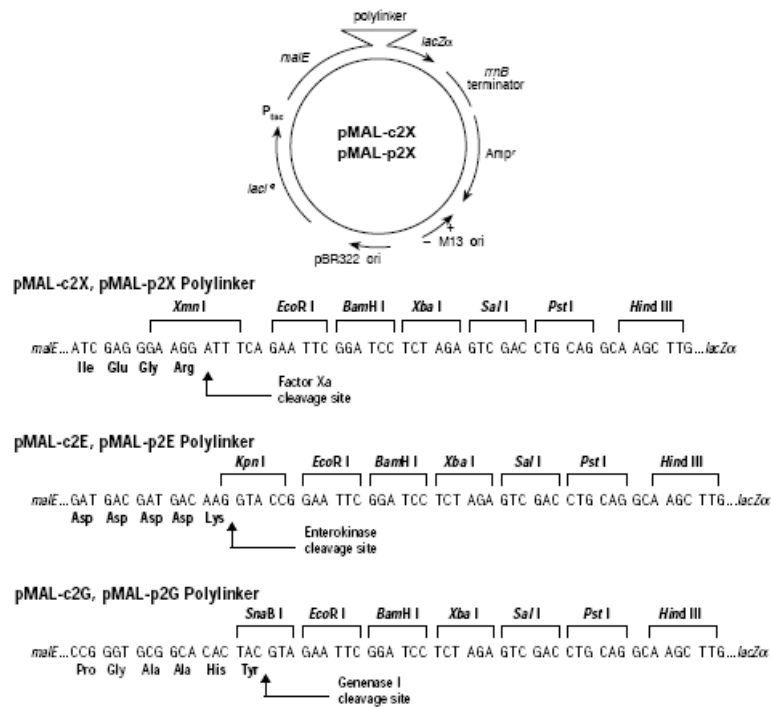 polylinker
malE
lacZα
rrnB
terminator
Ptac
pMAL-c2X
pMAL-p2X
Ampr
lacIq
+
− M13 ori
pBR322 ori
pMAL-c2X, pMAL-p2X Polylinker
Xmn I EcoR I BamH I Xba I Sal I Pst I Hind III
malE...ATC GAG GGA AGG ATT TCA GAA TTC GGA TCC TCT AGA GTC GAC CTG CAG GCA AGC TTG...lacZα
Ile Glu Gly Arg
Factor Xa
cleavage site
pMAL-c2E, pMAL-p2E Polylinker
Kpn I EcoR I BamH I Xba I Sal I Pst I Hind III
malE...GAT GAC GAT GAC AAG GTACCG GAA TTC GGA TCC TCT AGA GTC GAC CTG CAG GCA AGC TTG...lacZα
Asp Asp Asp Asp Lys
Enterokinase
cleavage site
pMAL-c2G, pMAL-p2G Polylinker
SnaB I EcoR I BamH I Xba I Sal I Pst I Hind III
malE...CCG GGT GCG GCA CAC TAC GTA GAA TTC GGA TCC TCT AGA GTC GAC CTG CAG GCA AGC TTG...lacZα
Pro Gly Ala Ala His Tyr
Genenase I
cleavage site